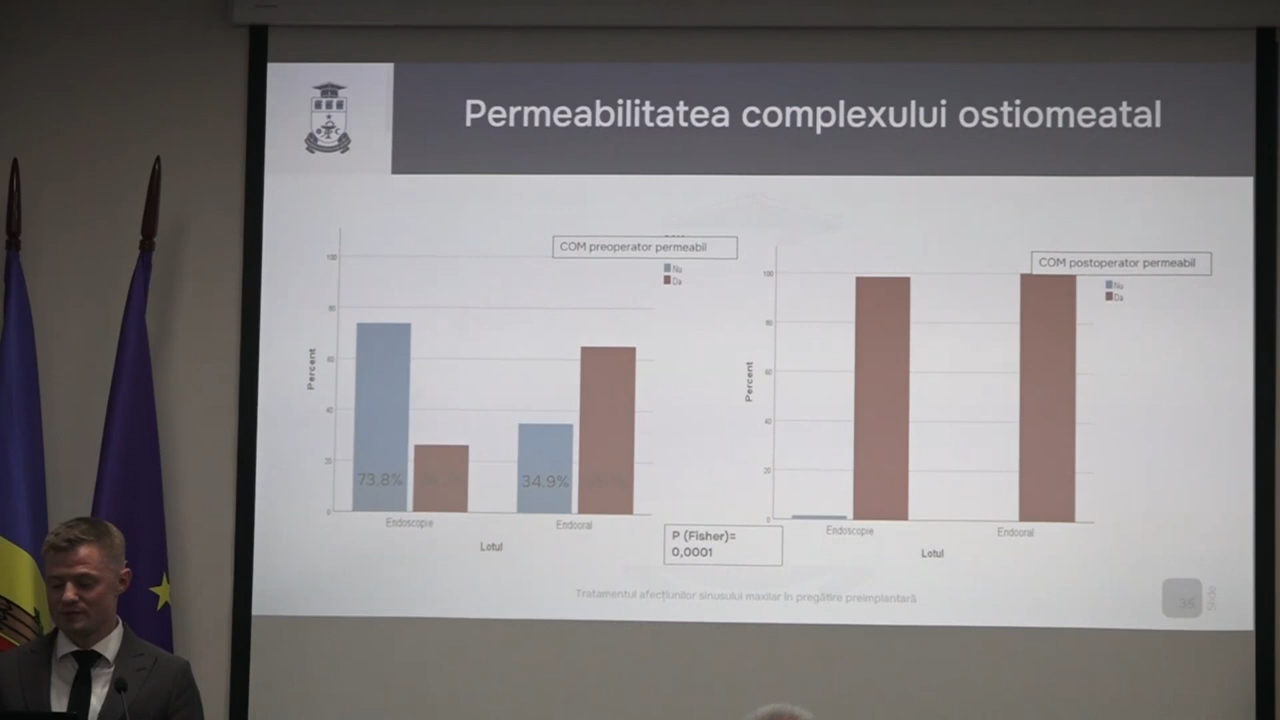 Permeabilitatea complexului ostiomeatal
COM preoperator permeabil
Nu
Da
Percent
100
80
60
40
20
0
73.8%
34.9%
Endoscopie
Endooral
Lotul
COM postoperator permeabil
Nu
Da
Percent
100
80
60
40
20
0
Endoscopie
Endooral
Lotul
P (Fisher)=
0,0001
Tratamentul afecțiunilor sinusului maxilar în pregătire preimplantară
35
Slide